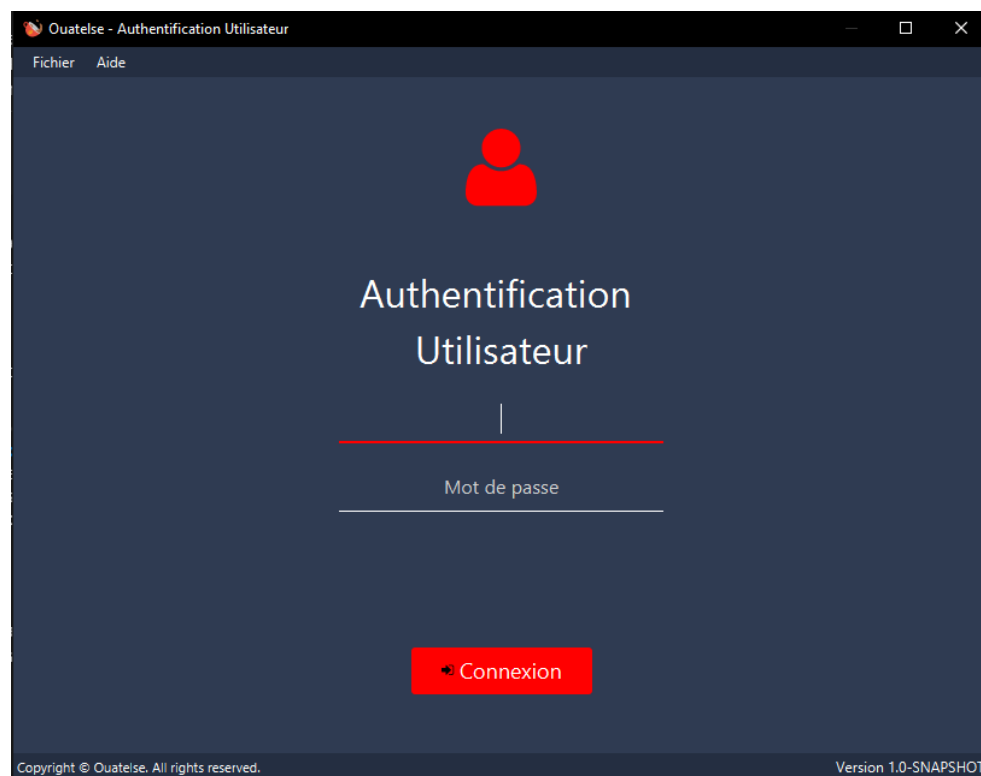 Ouatelse - Authentification Utilisateur
Fichier Aide
Authentification
Utilisateur
Mot de passe
Connexion
Copyright © Ouatelse. All rights reserved.
Version 1.0-SNAPSHOT